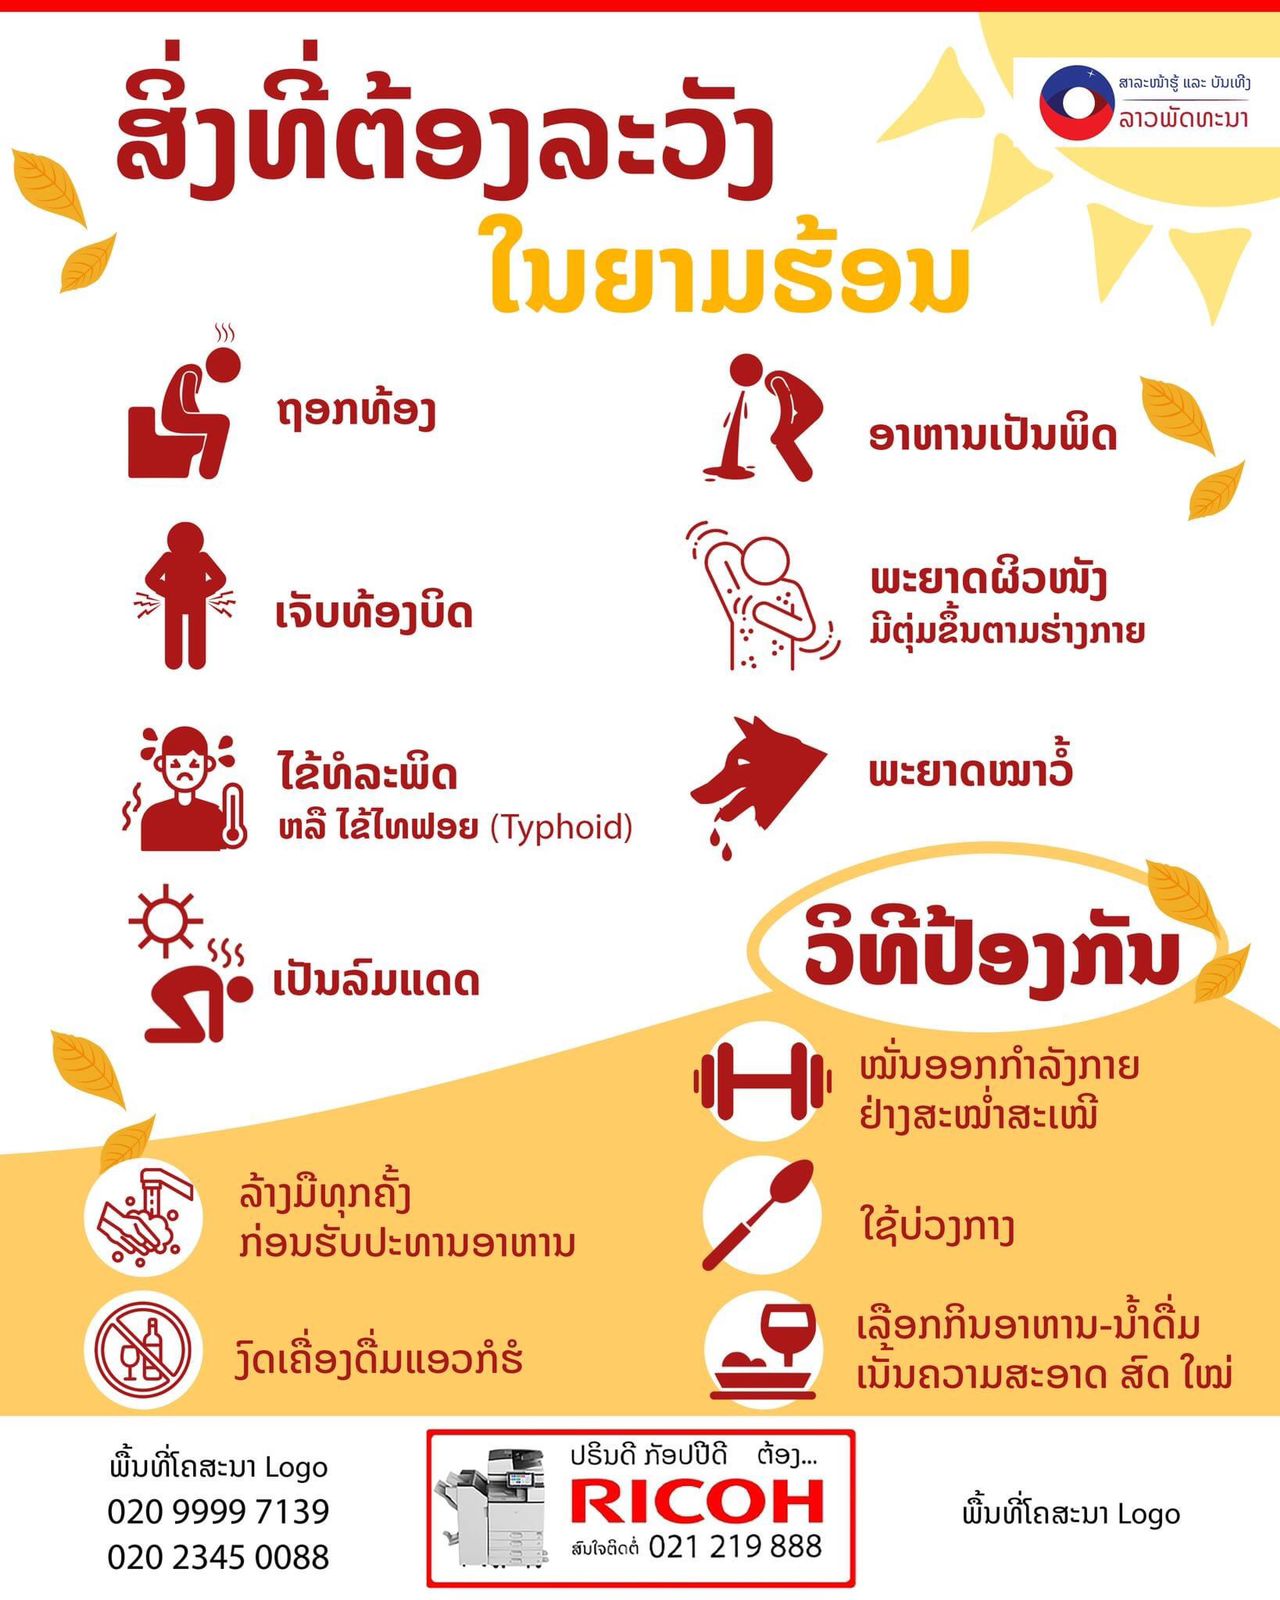 ສາລະໜ້າຮູ້ ແລະ ບັນເທີງ
ລາວພັດທະນາ
ສິ່ງທີ່ຕ້ອງລະວັງ
ໃນຍາມຮ້ອນ
ຖອກທ້ອງ
ເຈັບທ້ອງບິດ
ໄຂ້ທໍລະພິດ
ຫລື ໄຂ້ໄທຟອຍ (Typhoid)
ເປັນລົມແດດ
ອາຫານເປັນພິດ
ພະຍາດຜິວໜັງ
ມີຕຸ່ມຂຶ້ນຕາມຮ່າງກາຍ
ພະຍາດໝາວໍ້
ວິທີປ້ອງກັນ
ໝັ່ນອອກກຳລັງກາຍ
ຢ່າງສະໝ່ຳສະເໝີ
ລ້າງມືທຸກຄັ້ງ
ກ່ອນຮັບປະທານອາຫານ
ໃຊ້ບ່ວງກາງ
ງົດເຄື່ອງດື່ມແອວກໍຮໍ
ເລືອກກິນອາຫານ-ນ້ຳດື່ມ
ເນັ້ນຄວາມສະອາດ ສົດ ໃໝ່
ພື້ນທີ່ໂຄສະນາ Logo
020 9999 7139
020 2345 0088
ປຣິນດີ ກັອປປີດີ ຕ້ອງ...
RICOH
ສົນໃຈຕິດຕໍ່ 021 219 888
ພື້ນທີ່ໂຄສະນາ Logo